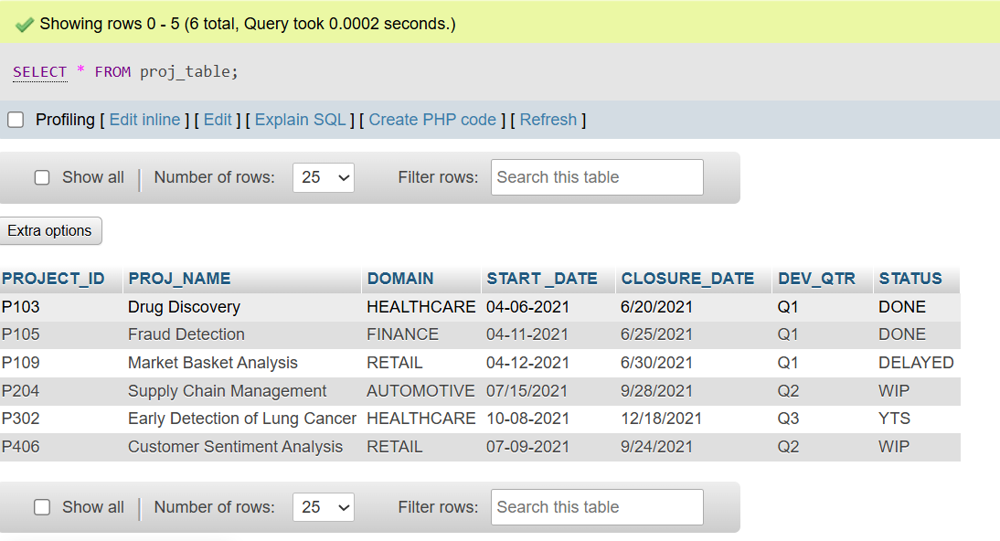 Showing rows 0 - 5 (6 total, Query took 0.0002 seconds.)
SELECT * FROM proj_table;
Profiling [ Edit inline ] [ Edit ] [ Explain SQL ] [ Create PHP code ] [ Refresh ]
Show all | Number of rows: 25 Filter rows: Search this table
Extra options
PROJECT_ID PROJ_NAME DOMAIN START _DATE CLOSURE_DATE DEV_QTR STATUS
P103 Drug Discovery HEALTHCARE 04-06-2021 6/20/2021 Q1 DONE
P105 Fraud Detection FINANCE 04-11-2021 6/25/2021 Q1 DONE
P109 Market Basket Analysis RETAIL 04-12-2021 6/30/2021 Q1 DELAYED
P204 Supply Chain Management AUTOMOTIVE 07/15/2021 9/28/2021 Q2 WIP
P302 Early Detection of Lung Cancer HEALTHCARE 10-08-2021 12/18/2021 Q3 YTS
P406 Customer Sentiment Analysis RETAIL 07-09-2021 9/24/2021 Q2 WIP
Show all | Number of rows: 25 Filter rows: Search this table